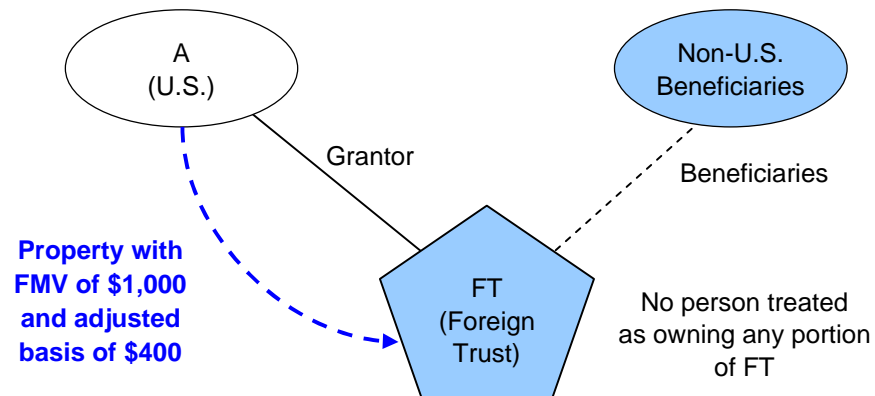 A
(U.S.)
Non-U.S.
Beneficiaries
Grantor
Beneficiaries
Property with
FMV of $1,000
and adjusted
basis of $400
FT
(Foreign
Trust)
No person treated
as owning any portion
of FT